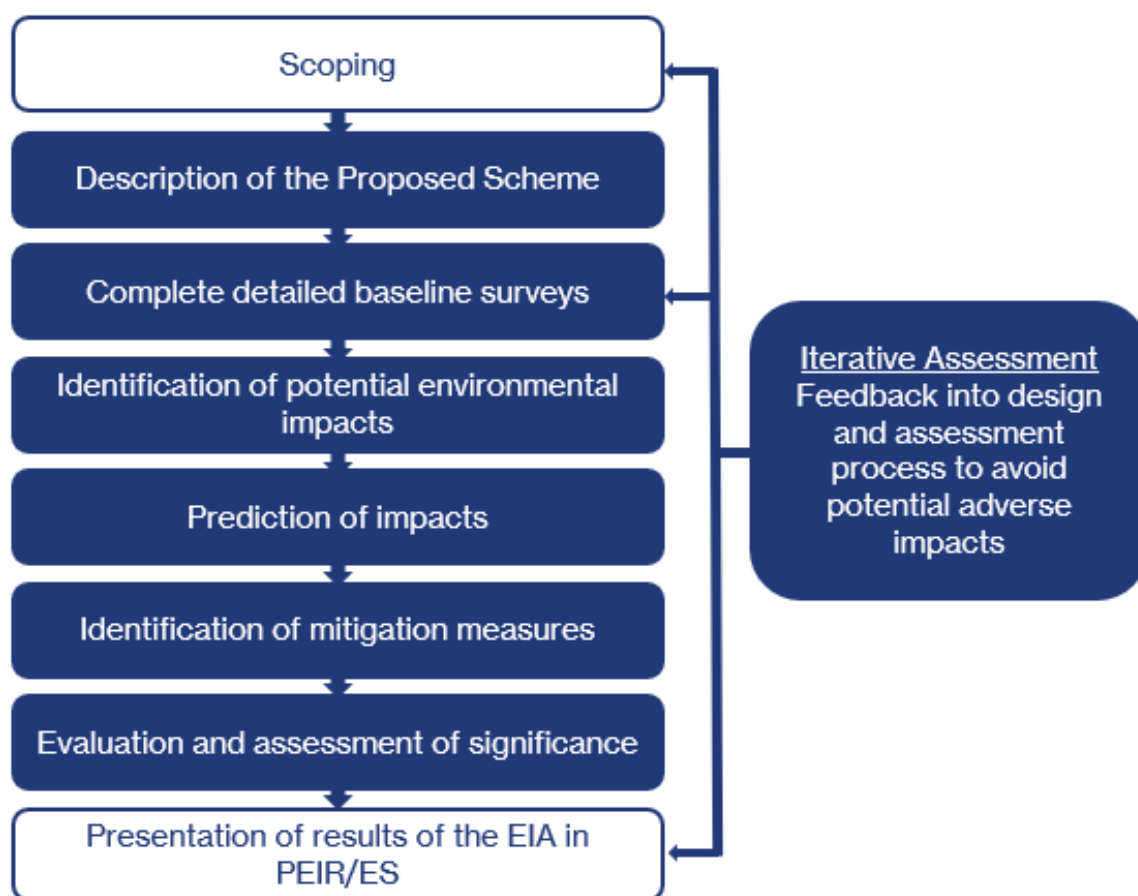 Scoping
Description of the Proposed Scheme
Complete detailed baseline surveys
Identification of potential environmental
impacts
Prediction of impacts
Identification of mitigation measures
Evaluation and assessment of significance
Presentation of results of the EIA in
PEIR/ES
Iterative Assessment
Feedback into design
and assessment
process to avoid
potential adverse
impacts